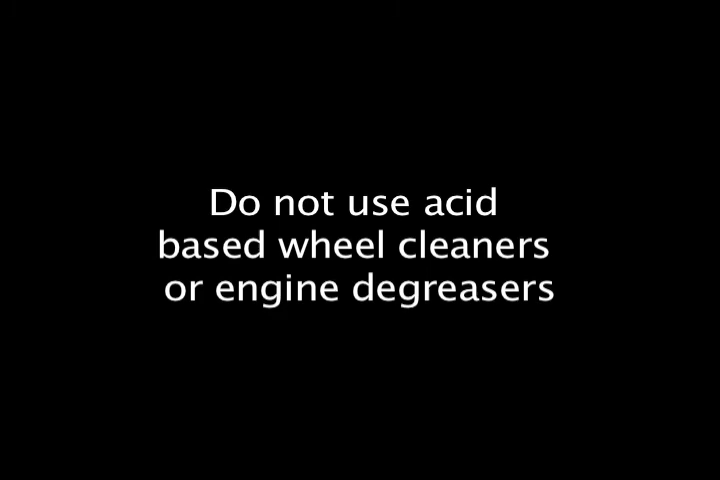 Do not use acid
based wheel cleaners
or engine degreasers